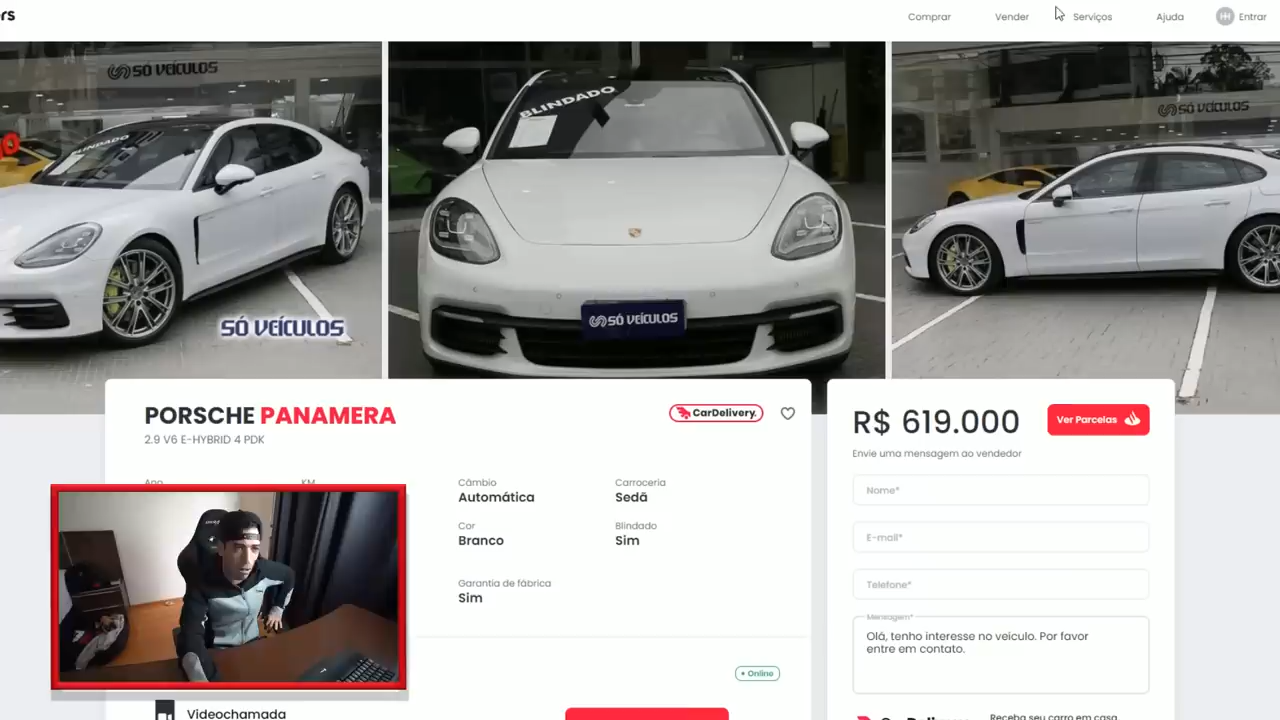 rs
Comprar
Vender
Serviços
Ajuda
Entrar
SÓ VEÍCULOS
BLINDADO
SÓ VEÍCULOS
BLINDADO
SÓ VEÍCULOS
SÓ VEÍCULOS
PORSCHE PANAMERA
CarDelivery.
2.9 V6 E-HYBRID 4 PDK
Ano
KM
Câmbio
Automática
Carroceria
Sedã
Cor
Branco
Blindado
Sim
Garantia de fábrica
Sim
• Online
Videochamada
R$ 619.000
Ver Parcelas
Envie uma mensagem ao vendedor
Nome*
E-mail*
Telefone*
Mensagem*
Olá, tenho interesse no veículo. Por favor
entre em contato.
Receba seu carro em casa